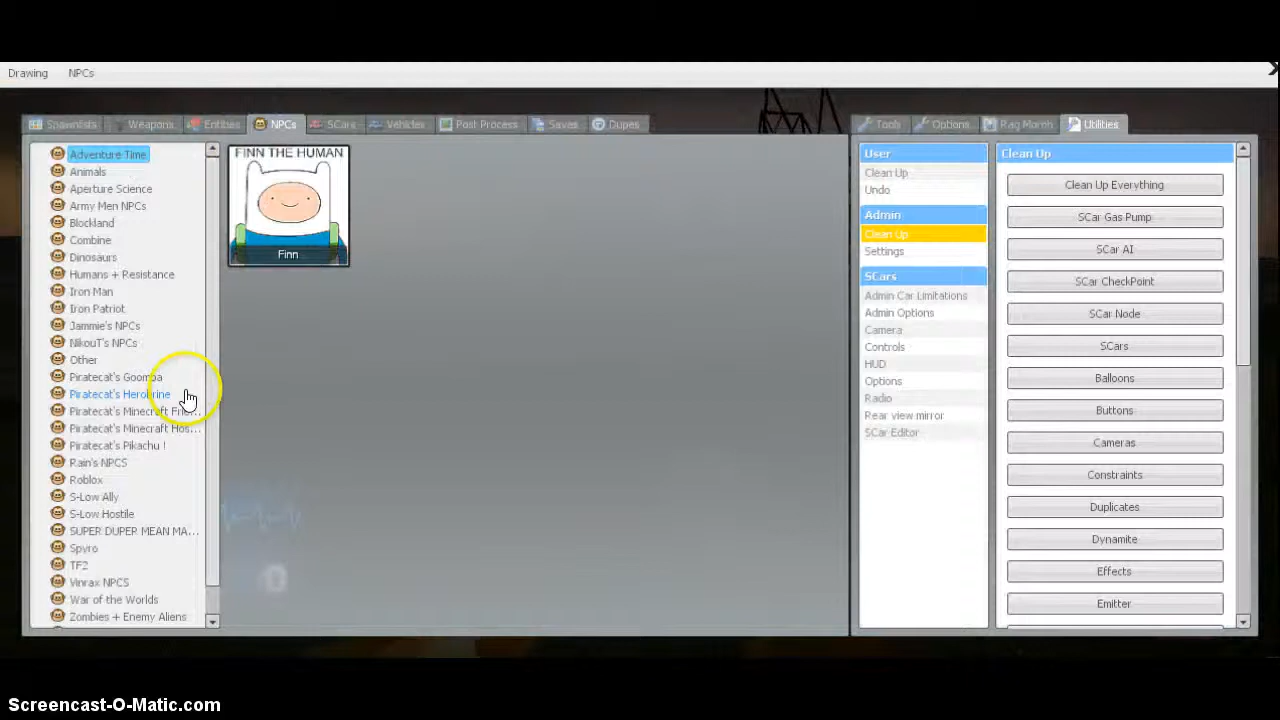 Drawing NPCs
Spawnlists Weapons Entities NPCs SCars Vehicles Post Process Saves Dupes
Tools Options Rag Morph Utilities
Adventure Time
Animals
Aperture Science
Army Men NPCs
Blockland
Combine
Dinosaurs
Humans + Resistance
Iron Man
Iron Patriot
Jammie's NPCs
NikouT's NPCs
Other
Piratecat's Goomba
Piratecat's Herobrine
Piratecat's Minecraft Frie...
Piratecat's Minecraft Hos...
Piratecat's Pikachu !
Rain's NPCS
Roblox
S-Low Ally
S-Low Hostile
SUPER DUPER MEAN MA...
Spyro
TF2
Vinrax NPCS
War of the Worlds
Zombies + Enemy Aliens
FINN THE HUMAN
Finn
User
Clean Up
Undo
Admin
Clean Up
Settings
SCars
Admin Car Limitations
Admin Options
Camera
Controls
HUD
Options
Radio
Rear view mirror
SCar Editor
Clean Up
Clean Up Everything
SCar Gas Pump
SCar AI
SCar CheckPoint
SCar Node
SCars
Balloons
Buttons
Cameras
Constraints
Duplicates
Dynamite
Effects
Emitter
Screencast-O-Matic.com